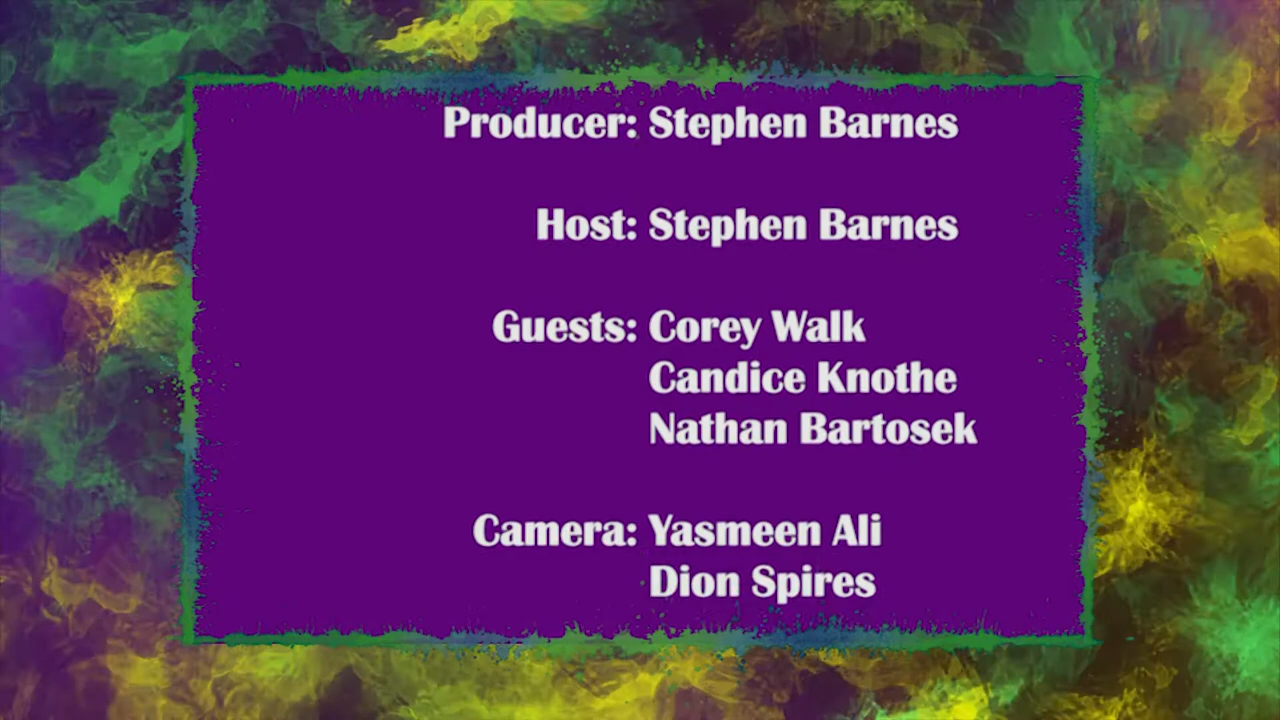 Producer: Stephen Barnes
Host: Stephen Barnes
Guests: Corey Walk
Candice Knothe
Nathan Bartosek
Camera: Yasmeen Ali
Dion Spires